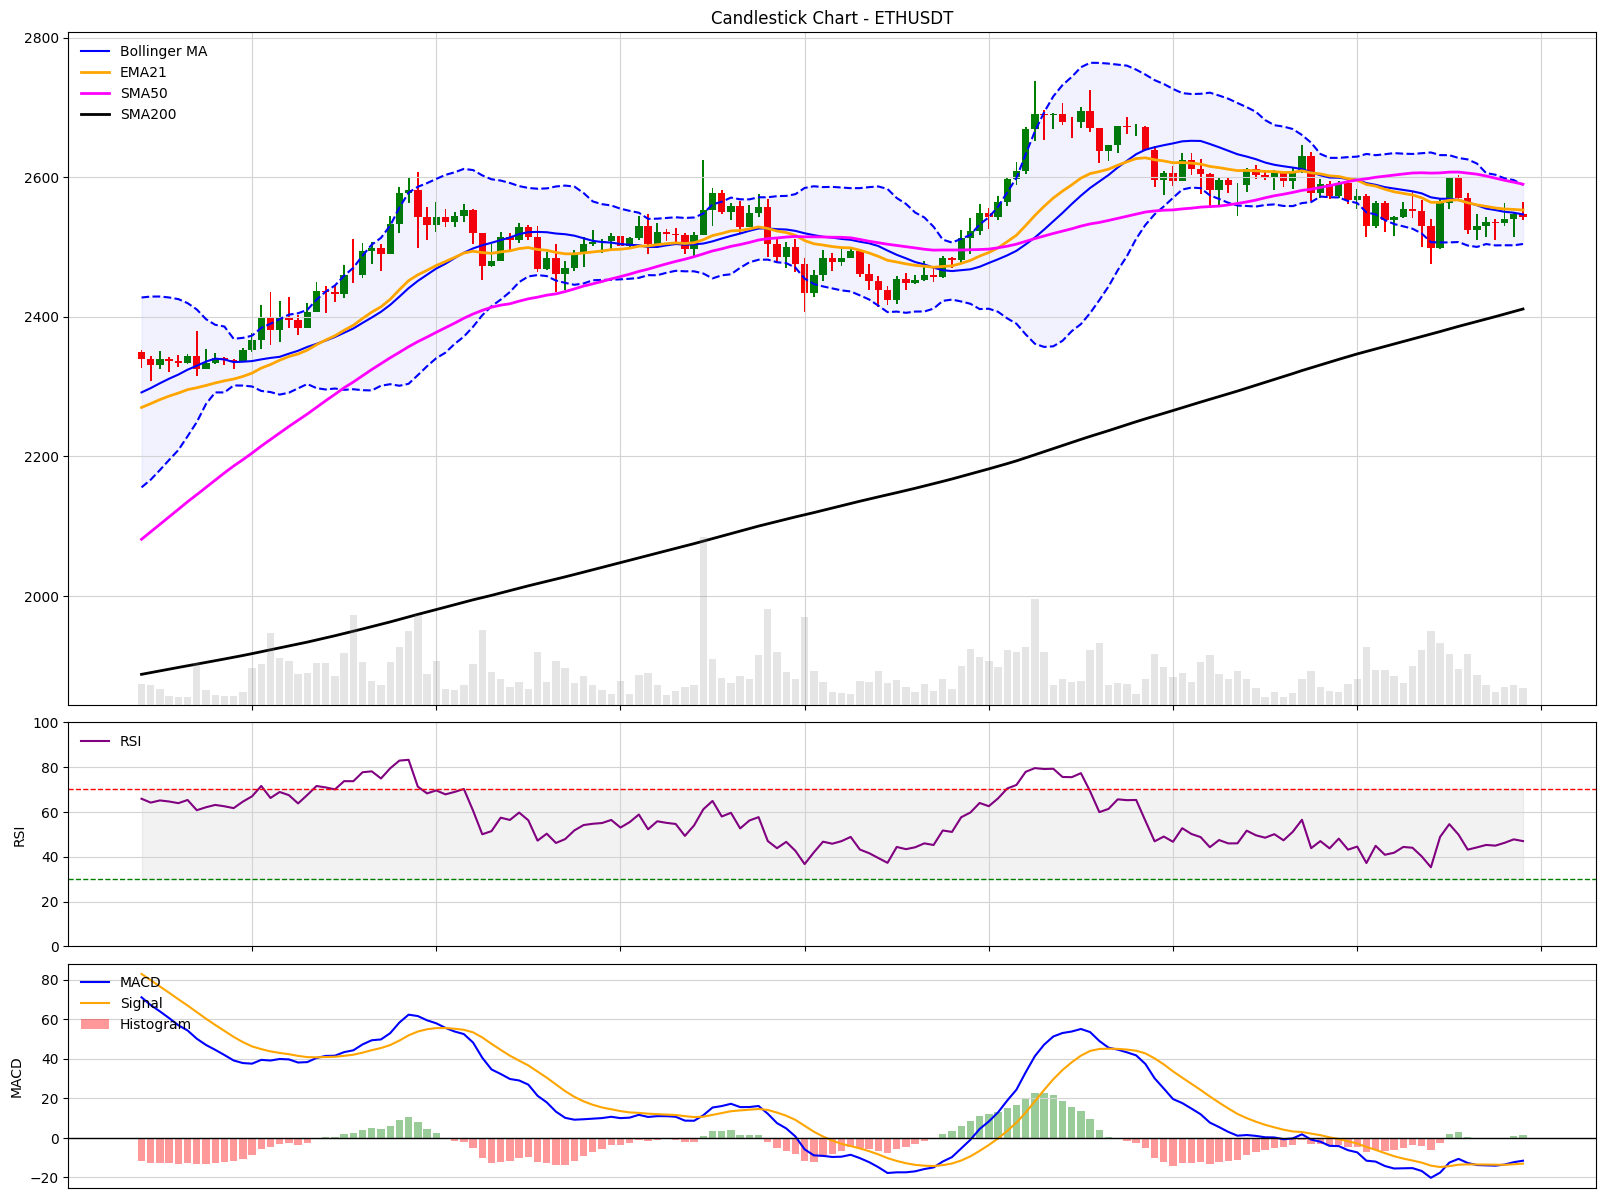 Candlestick Chart - ETHUSDT
2800
2600
2400
2200
2000
Bollinger MA
EMA21
SMA50
SMA200
100
80
60
40
20
0
RSI
RSI
80
60
40
20
0
−20
MACD
MACD
Signal
Histogram